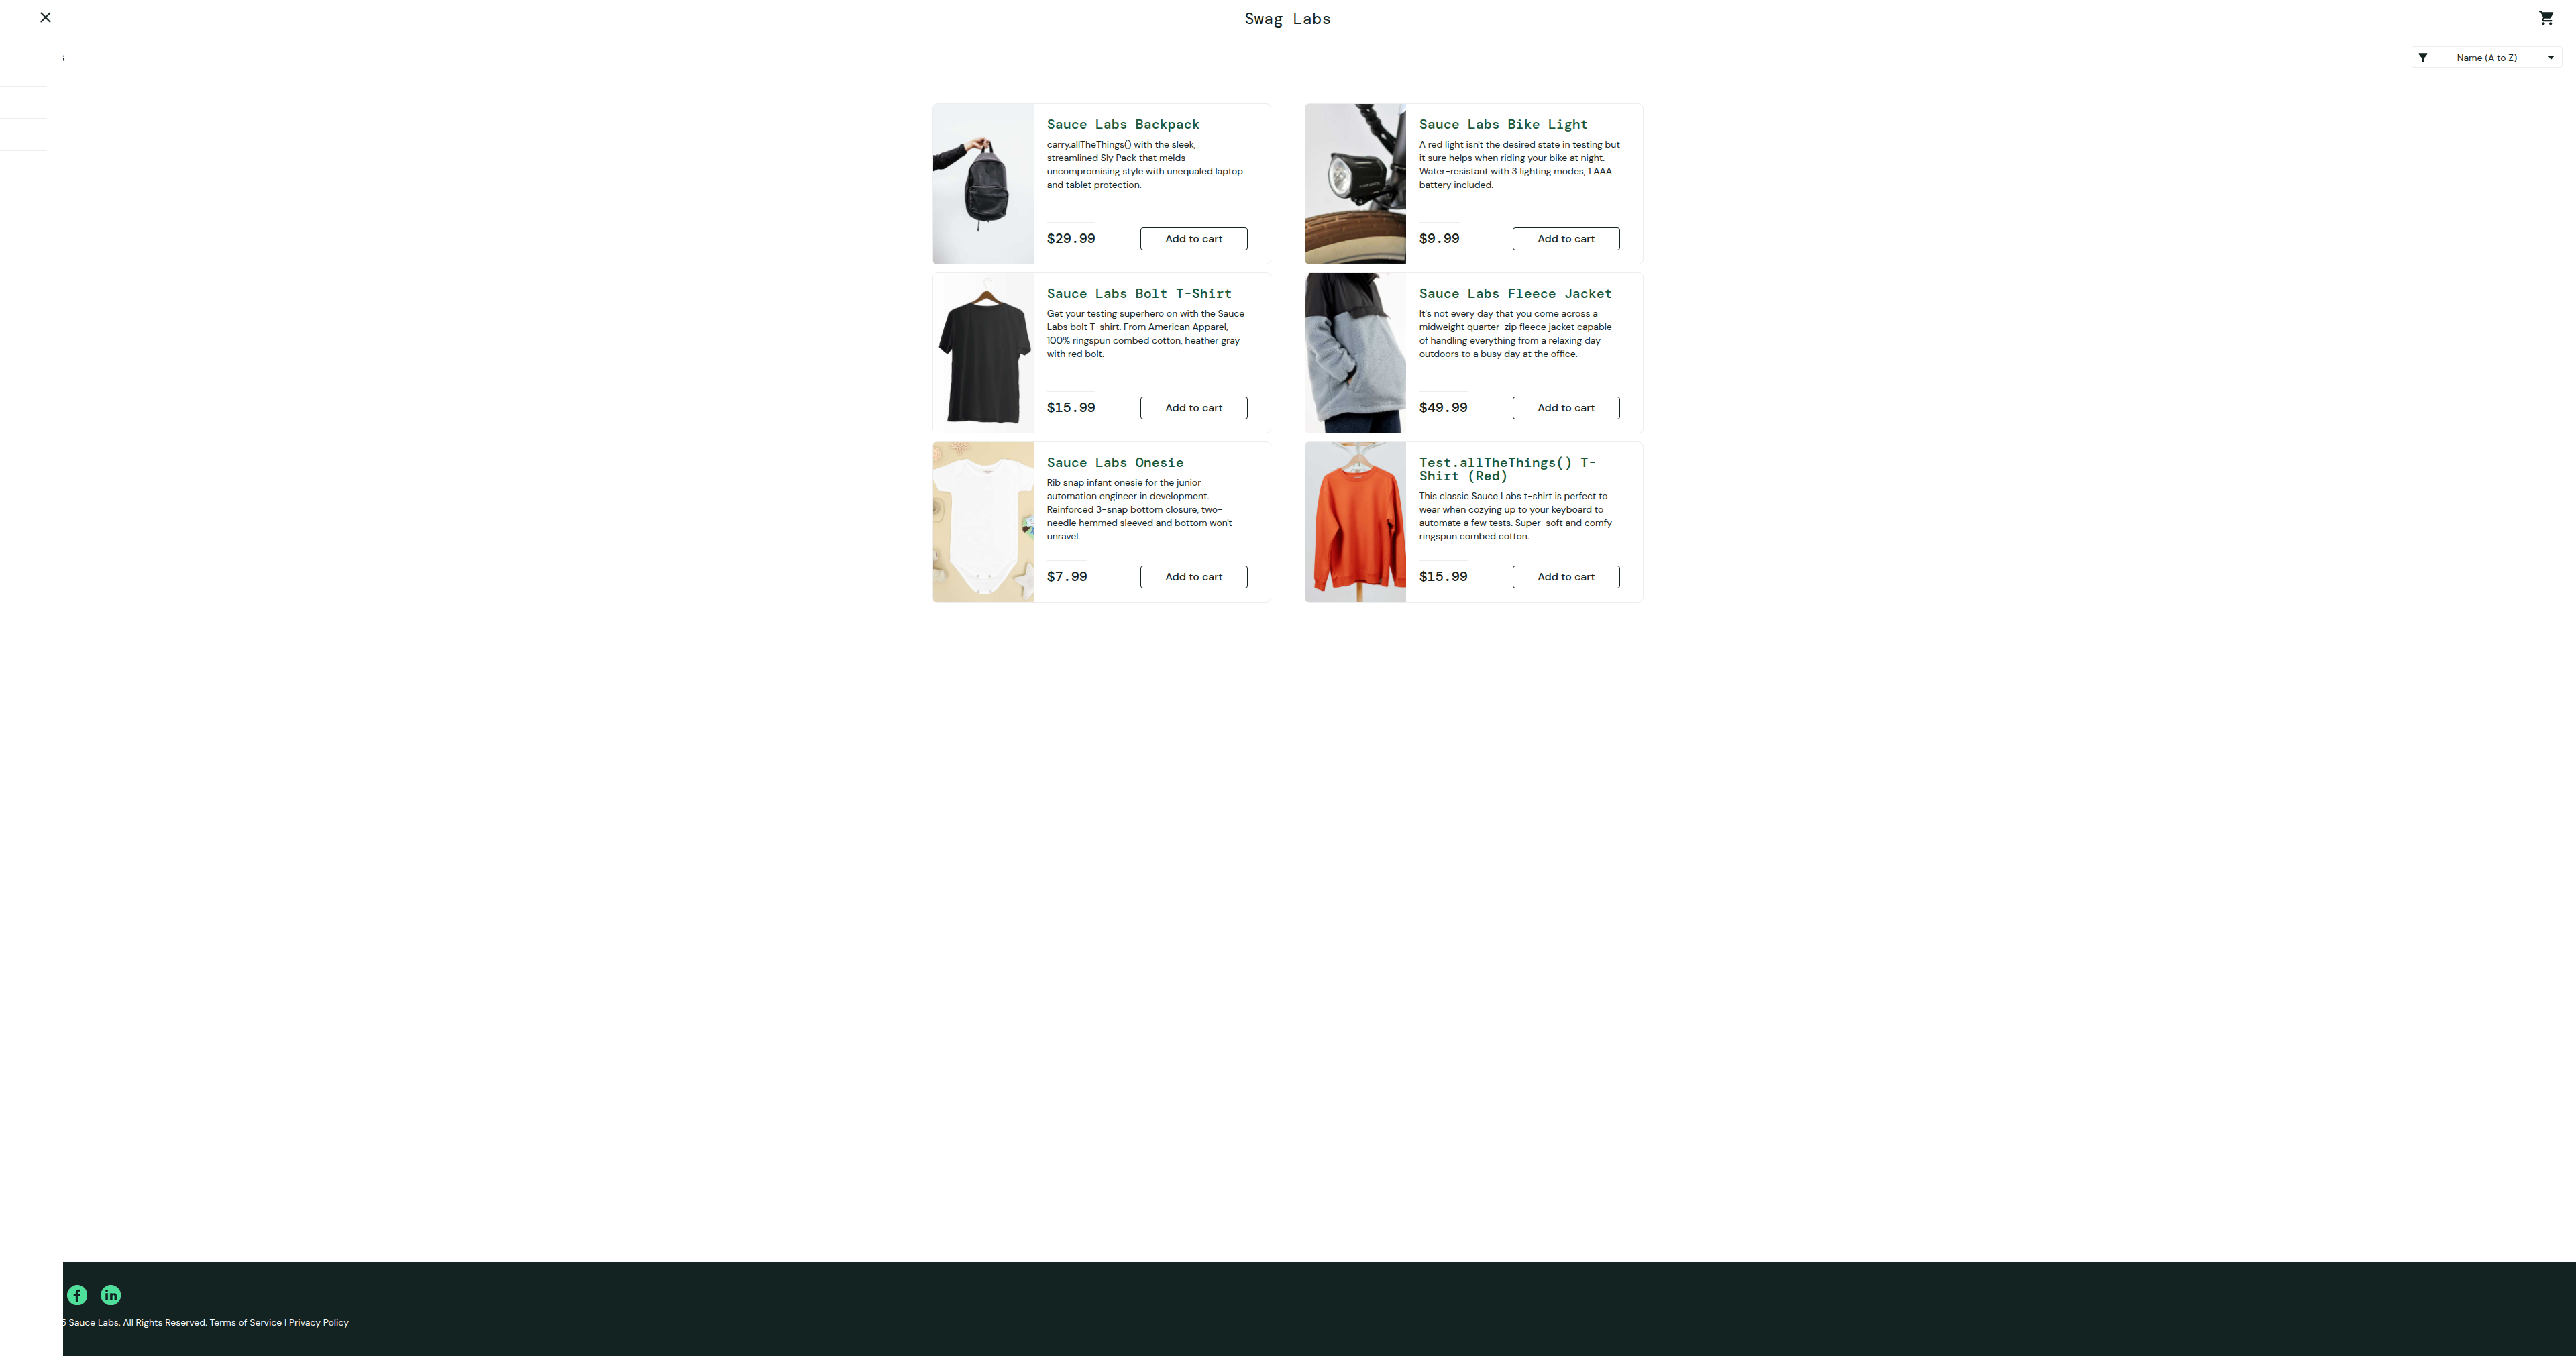 Swag Labs
Name (A to Z)
Sauce Labs Backpack
carry.allTheThings() with the sleek,
streamlined Sly Pack that melds
uncompromising style with unequaled laptop
and tablet protection.
$29.99
Add to cart
Sauce Labs Bike Light
A red light isn't the desired state in testing but
it sure helps when riding your bike at night.
Water-resistant with 3 lighting modes, 1 AAA
battery included.
$9.99
Add to cart
Sauce Labs Bolt T-Shirt
Get your testing superhero on with the Sauce
Labs bolt T-shirt. From American Apparel,
100% ringspun combed cotton, heather gray
with red bolt.
$15.99
Add to cart
Sauce Labs Fleece Jacket
It's not every day that you come across a
midweight quarter-zip fleece jacket capable
of handling everything from a relaxing day
outdoors to a busy day at the office.
$49.99
Add to cart
Sauce Labs Onesie
Rib snap infant onesie for the junior
automation engineer in development.
Reinforced 3-snap bottom closure, two-
needle hemmed sleeved and bottom won't
unravel.
$7.99
Add to cart
Test.allTheThings() T-
Shirt (Red)
This classic Sauce Labs t-shirt is perfect to
wear when cozying up to your keyboard to
automate a few tests. Super-soft and comfy
ringspun combed cotton.
$15.99
Add to cart
Sauce Labs. All Rights Reserved. Terms of Service | Privacy Policy